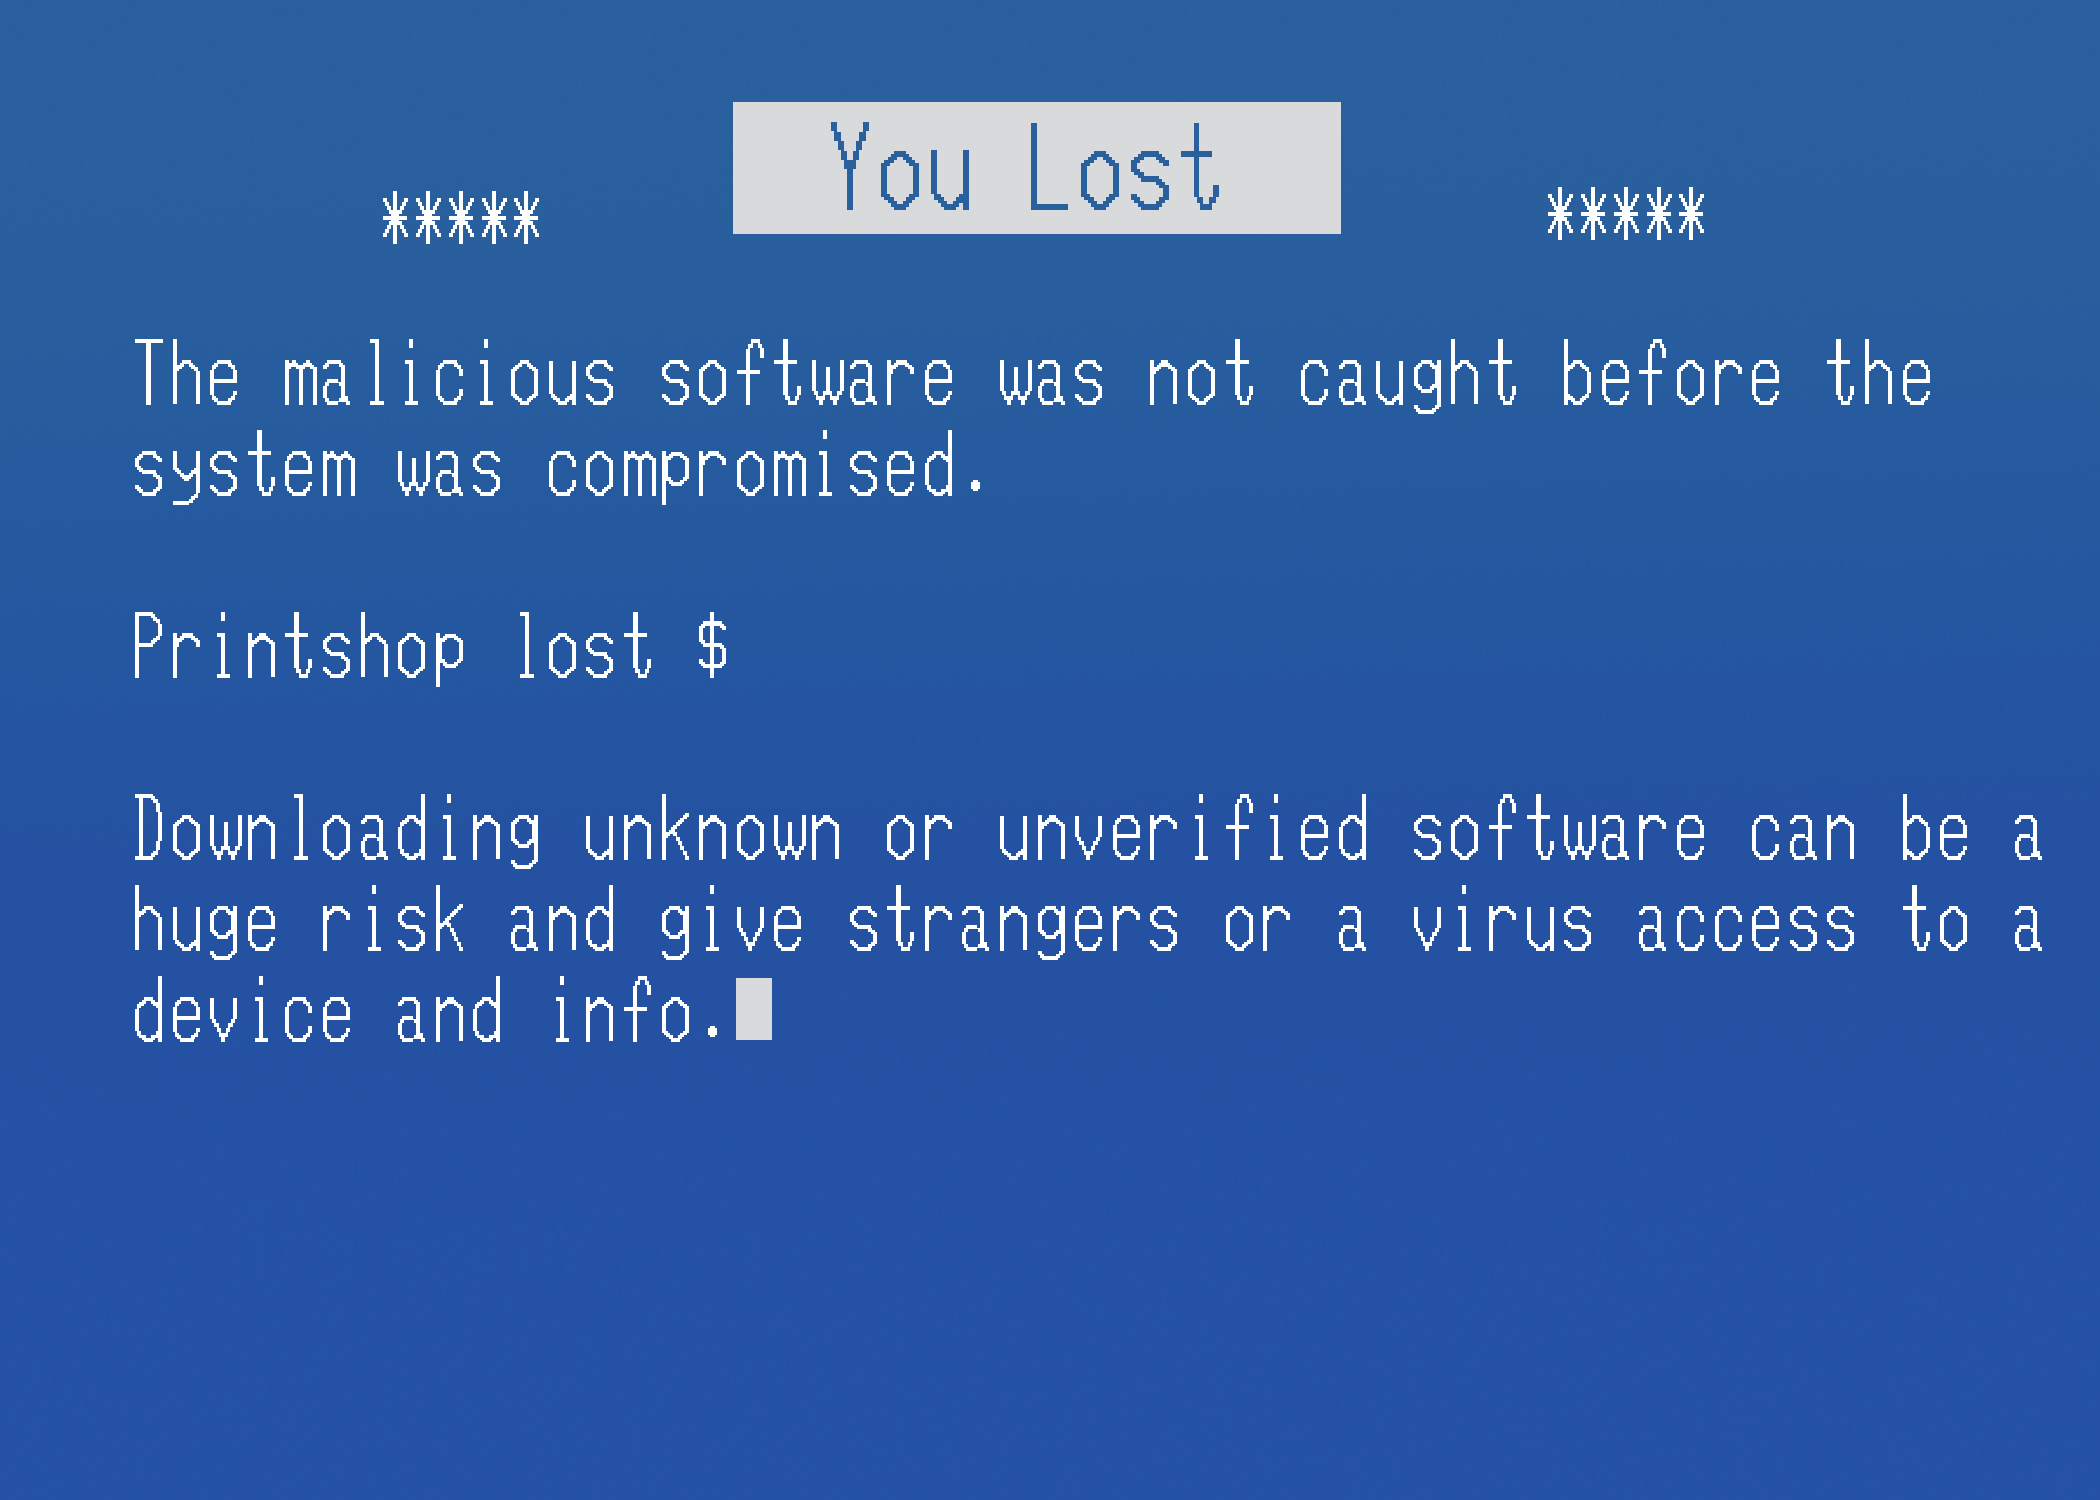 You Lost
***** *****
The malicious software was not caught before the
system was compromised.
Printshop lost $
Downloading unknown or unverified software can be a
huge risk and give strangers or a virus access to a
device and info.